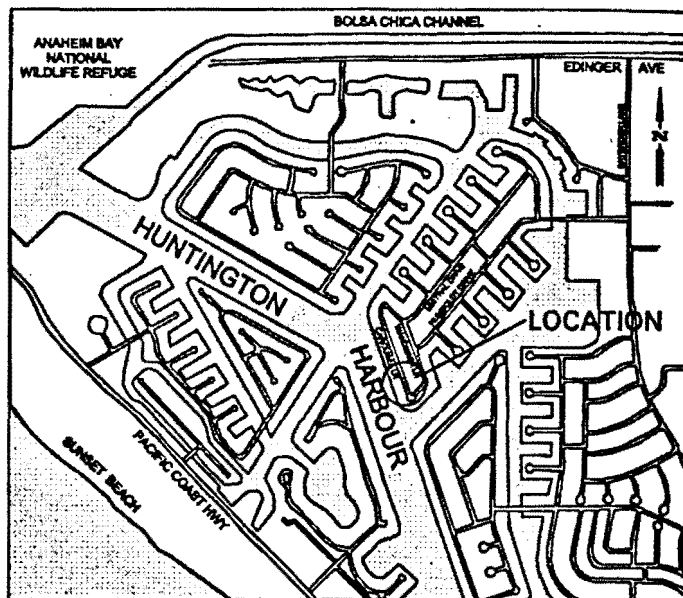 BOLSA CHICA CHANNEL
ANAHEIM BAY
NATIONAL
WILDLIFE REFUGE
EDINGER AVE
N
HUNTINGTON
HARBOUR
LOCATION
PACIFIC COAST HWY
SUNSET BEACH